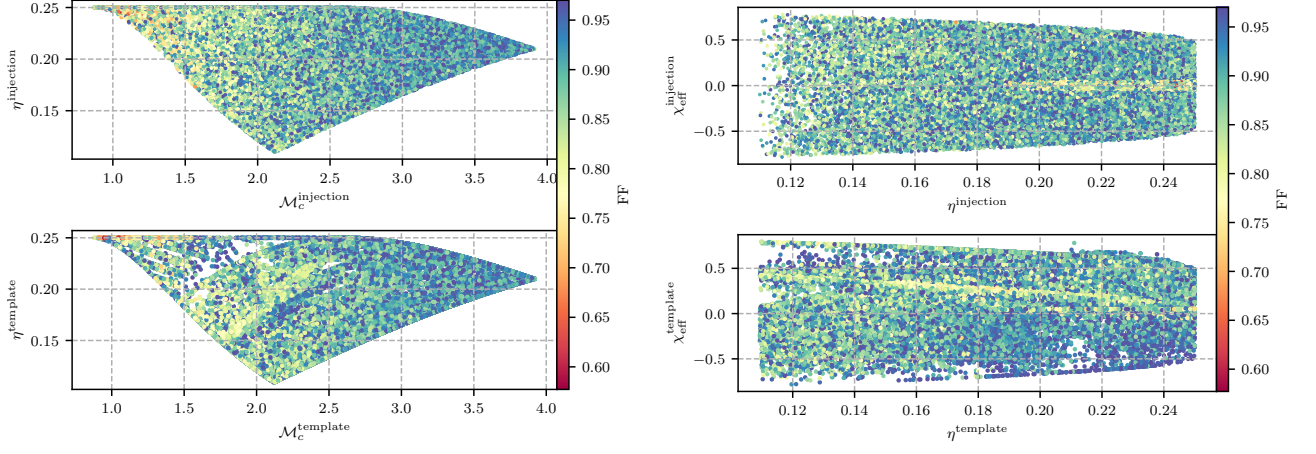 0.25
0.20
0.15
η^injection
1.0 1.5 2.0 2.5 3.0 3.5 4.0
M_c^injection
0.25
0.20
0.15
η^template
1.0 1.5 2.0 2.5 3.0 3.5 4.0
M_c^template
0.95
0.90
0.85
0.80
0.75
0.70
0.65
0.60
FF
0.5
0.0
−0.5
χ_eff^injection
0.12 0.14 0.16 0.18 0.20 0.22 0.24
η^injection
0.5
0.0
−0.5
χ_eff^template
0.12 0.14 0.16 0.18 0.20 0.22 0.24
η^template
0.95
0.90
0.85
0.80
0.75
0.70
0.65
0.60
FF